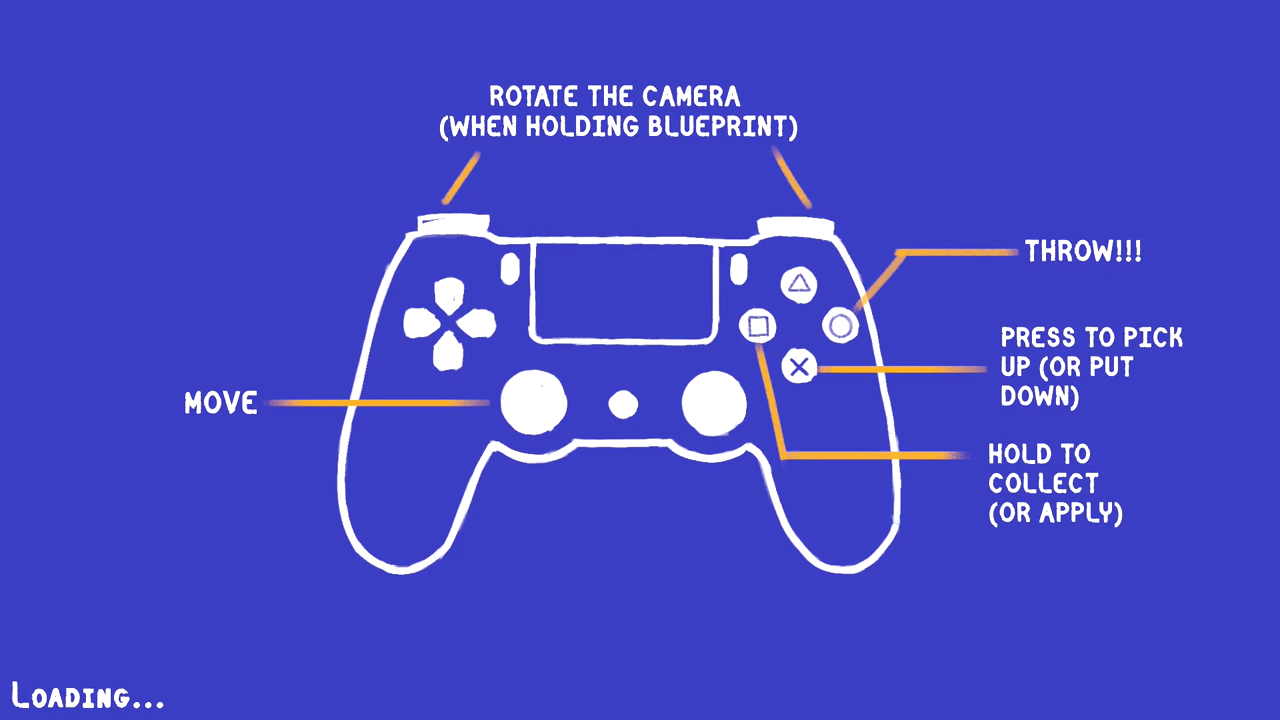 ROTATE THE CAMERA
(WHEN HOLDING BLUEPRINT)
THROW!!!
PRESS TO PICK
UP (OR PUT
DOWN)
MOVE
HOLD TO
COLLECT
(OR APPLY)
LOADING...